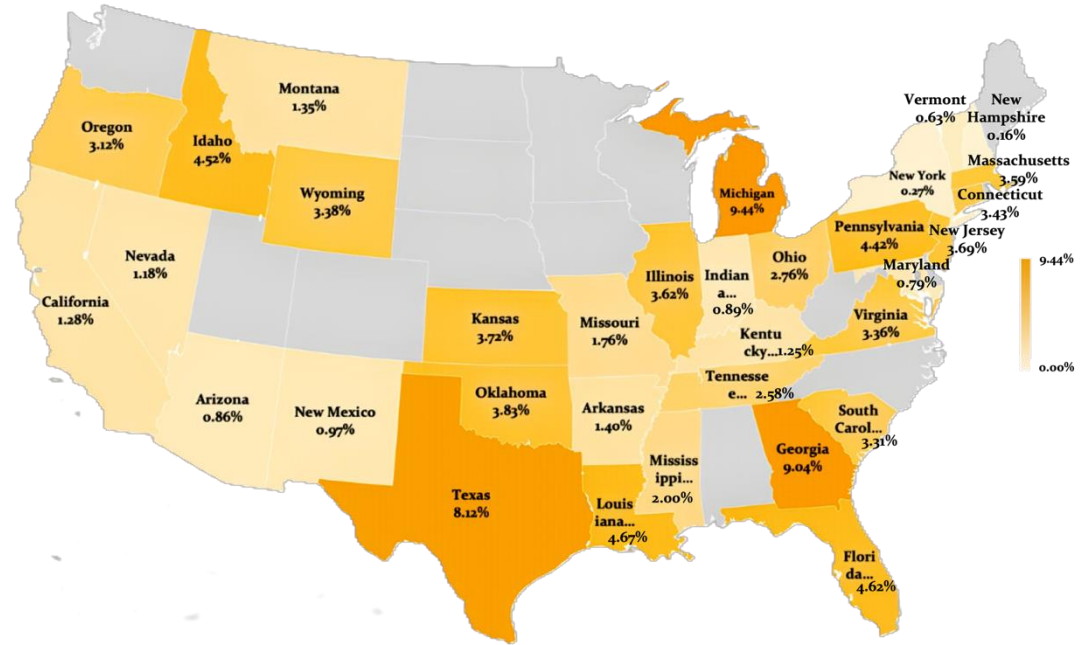 Montana
1.35%
Oregon
3.12%
Idaho
4.52%
Wyoming
3.38%
Vermont
0.63%
New
Hampshire
0.16%
Massachusetts
3.59%
New York
0.27%
Connecticut
3.43%
Michigan
9.44%
Pennsylvania
4.42%
New Jersey
3.69%
Nevada
1.18%
Illinois
3.62%
Indian
a...
0.89%
Ohio
2.76%
Maryland
0.79%
9.44%
California
1.28%
Kansas
3.72%
Missouri
1.76%
Kentu
cky...1.25%
Virginia
3.36%
0.00%
Arizona
0.86%
New Mexico
0.97%
Oklahoma
3.83%
Arkansas
1.40%
Tennesse
e... 2.58%
South
Carol...
3.31%
Georgia
9.04%
Mississ
ippi...
2.00%
Texas
8.12%
Louis
iana...
4.67%
Flori
da...
4.62%